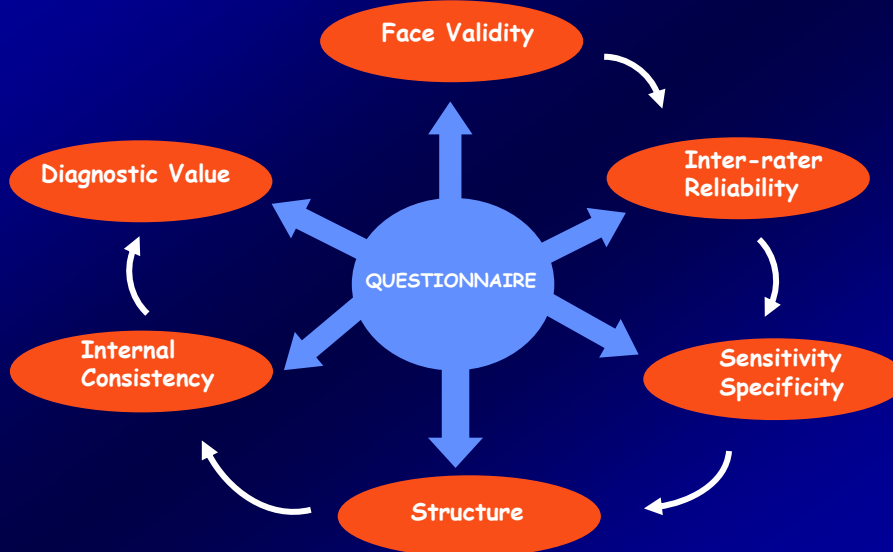 Face Validity
Inter-rater
Reliability
Diagnostic Value
QUESTIONNAIRE
Internal
Consistency
Sensitivity
Specificity
Structure